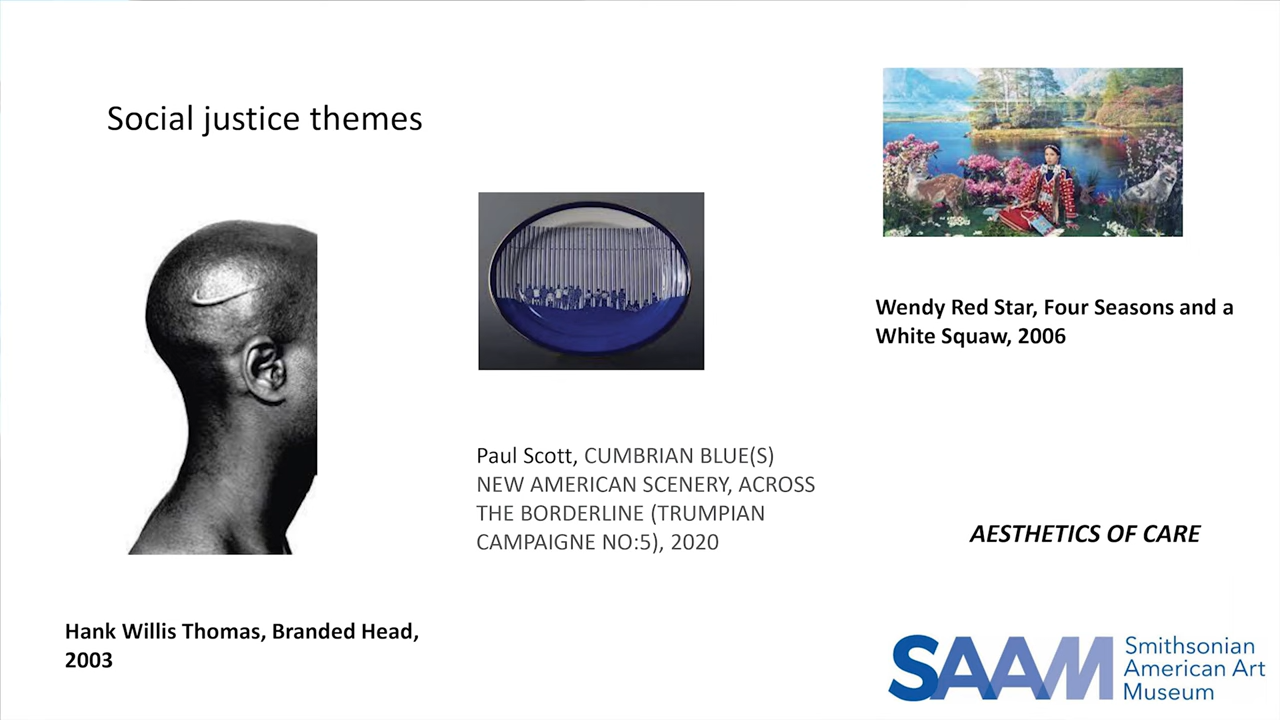 Social justice themes
Wendy Red Star, Four Seasons and a
White Squaw, 2006
Paul Scott, CUMBRIAN BLUE(S)
NEW AMERICAN SCENERY, ACROSS
THE BORDERLINE (TRUMPIAN
CAMPAIGNE NO:5), 2020
AESTHETICS OF CARE
Hank Willis Thomas, Branded Head,
2003
SAAM
Smithsonian
American Art
Museum